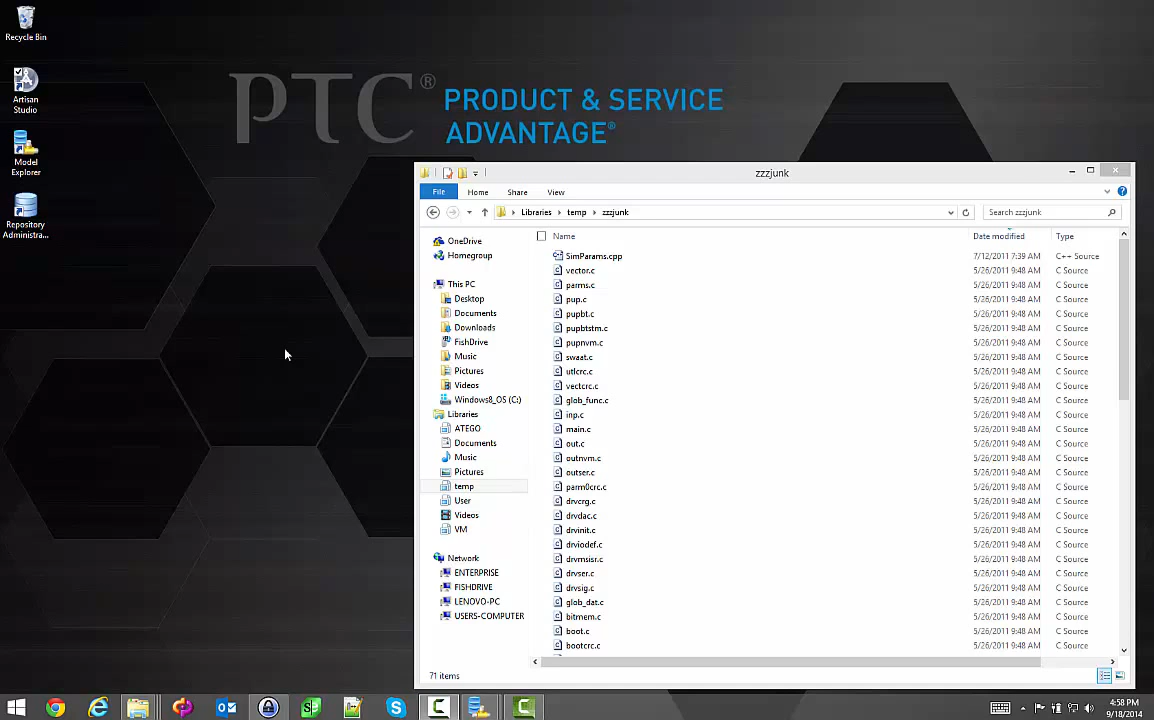 Recycle Bin
Artisan
Studio
Model
Explorer
Repository
Administra...
PTC®
PRODUCT & SERVICE
ADVANTAGE®
zzzjunk
File Home Share View
Libraries temp zzzjunk
Search zzzjunk
OneDrive
Homegroup
This PC
Desktop
Documents
Downloads
FishDrive
Music
Pictures
Videos
Windows8_OS (C:)
Libraries
ATEGO
Documents
Music
Pictures
temp
User
Videos
VM
Network
ENTERPRISE
FISHDRIVE
LENOVO-PC
USERS-COMPUTER
Name Date modified Type
SimParams.cpp 7/12/2011 7:39 AM C++ Source
vector.c 5/26/2011 9:48 AM C Source
parms.c 5/26/2011 9:48 AM C Source
pup.c 5/26/2011 9:48 AM C Source
pupbt.c 5/26/2011 9:48 AM C Source
pupbtstm.c 5/26/2011 9:48 AM C Source
pupnvm.c 5/26/2011 9:48 AM C Source
swaat.c 5/26/2011 9:48 AM C Source
utlcrc.c 5/26/2011 9:48 AM C Source
vectcrc.c 5/26/2011 9:48 AM C Source
glob_func.c 5/26/2011 9:48 AM C Source
inp.c 5/26/2011 9:48 AM C Source
main.c 5/26/2011 9:48 AM C Source
out.c 5/26/2011 9:48 AM C Source
outnvm.c 5/26/2011 9:48 AM C Source
outser.c 5/26/2011 9:48 AM C Source
parm0crc.c 5/26/2011 9:48 AM C Source
drvcrg.c 5/26/2011 9:48 AM C Source
drvdac.c 5/26/2011 9:48 AM C Source
drvinit.c 5/26/2011 9:48 AM C Source
drviodef.c 5/26/2011 9:48 AM C Source
drvmsisr.c 5/26/2011 9:48 AM C Source
drvser.c 5/26/2011 9:48 AM C Source
drvsig.c 5/26/2011 9:48 AM C Source
glob_dat.c 5/26/2011 9:48 AM C Source
bitmem.c 5/26/2011 9:48 AM C Source
boot.c 5/26/2011 9:48 AM C Source
bootcrc.c 5/26/2011 9:48 AM C Source
71 items
4:58 PM
9/18/2014